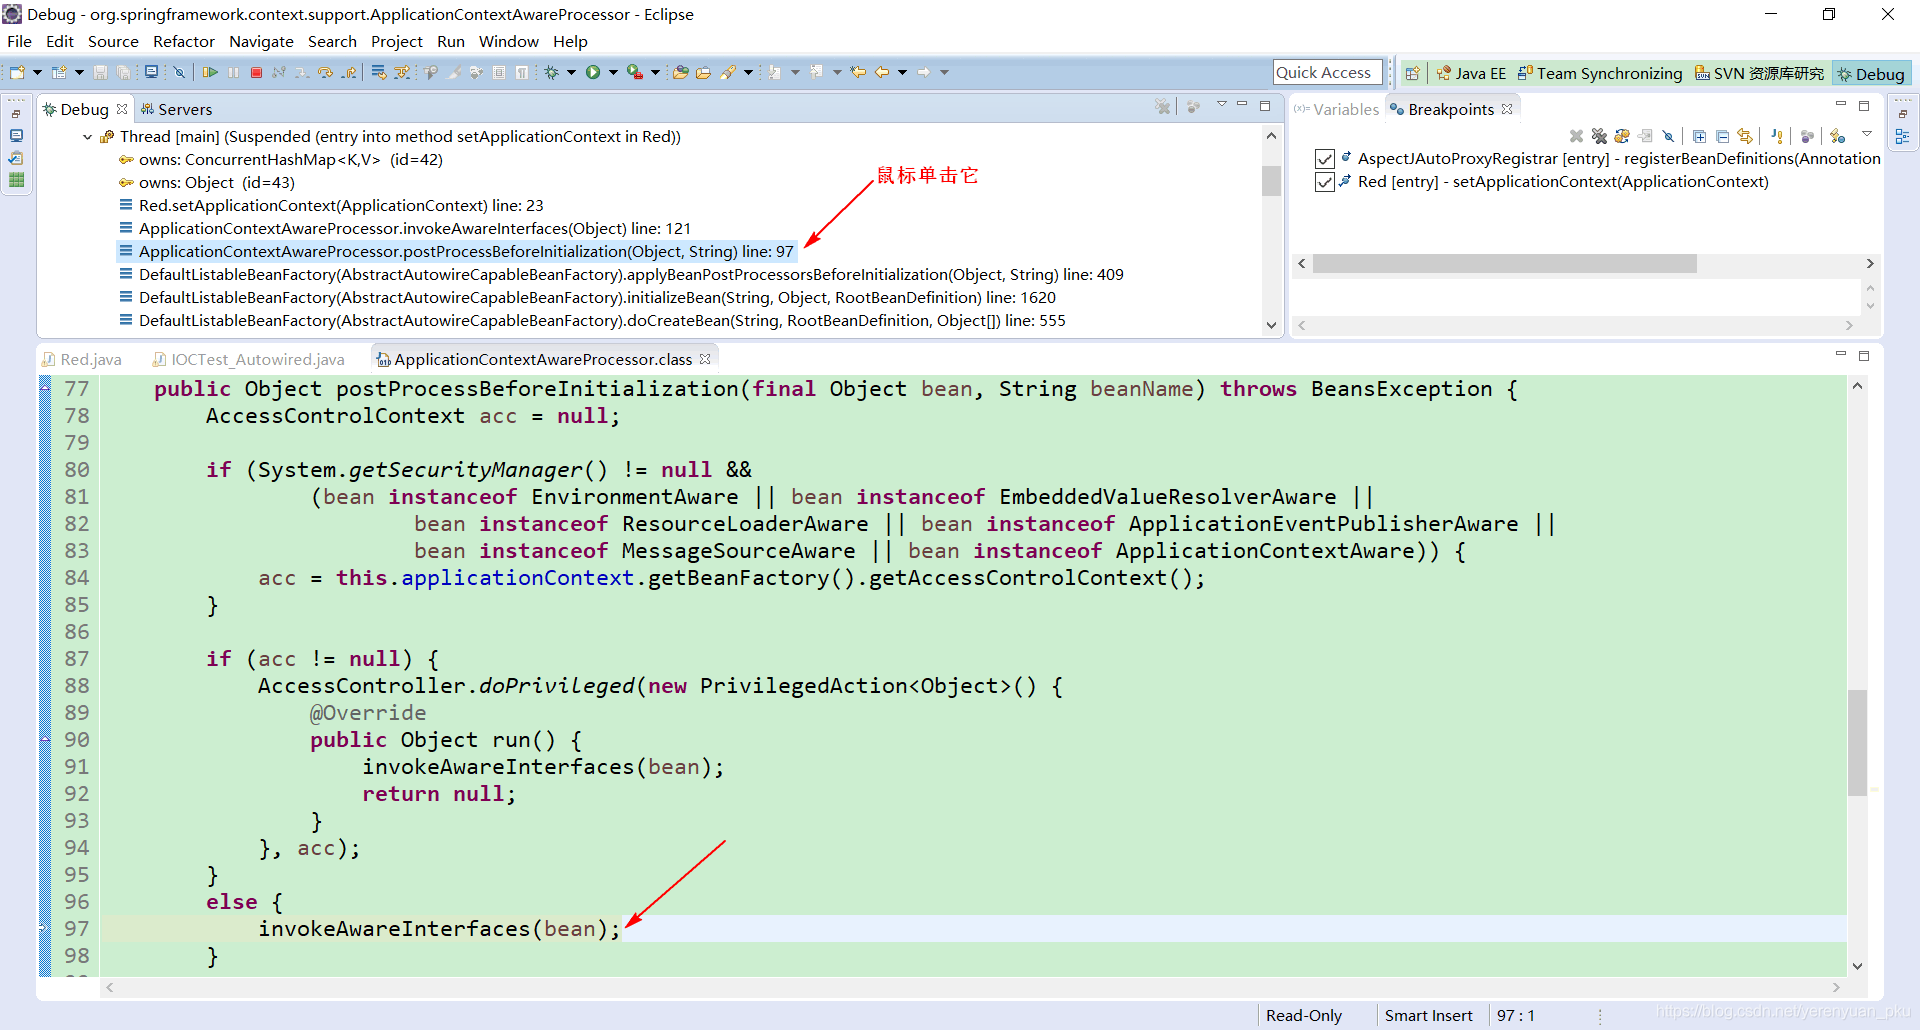 Debug - org.springframework.context.support.ApplicationContextAwareProcessor - Eclipse
File Edit Source Refactor Navigate Search Project Run Window Help
Quick Access
Java EE
Team Synchronizing
SVN 资源库研究
Debug
Debug
Servers
Thread [main] (Suspended (entry into method setApplicationContext in Red))
owns: ConcurrentHashMap<K,V> (id=42)
owns: Object (id=43)
Red.setApplicationContext(ApplicationContext) line: 23
ApplicationContextAwareProcessor.invokeAwareInterfaces(Object) line: 121
ApplicationContextAwareProcessor.postProcessBeforeInitialization(Object, String) line: 97
DefaultListableBeanFactory(AbstractAutowireCapableBeanFactory).applyBeanPostProcessorsBeforeInitialization(Object, String) line: 409
DefaultListableBeanFactory(AbstractAutowireCapableBeanFactory).initializeBean(String, Object, RootBeanDefinition) line: 1620
DefaultListableBeanFactory(AbstractAutowireCapableBeanFactory).doCreateBean(String, RootBeanDefinition, Object[]) line: 555
鼠标单击它
(x)= Variables
Breakpoints
AspectJAutoProxyRegistrar [entry] - registerBeanDefinitions(Annotation
Red [entry] - setApplicationContext(ApplicationContext)
Red.java
IOCTest_Autowired.java
ApplicationContextAwareProcessor.class
77 public Object postProcessBeforeInitialization(final Object bean, String beanName) throws BeansException {
78 AccessControlContext acc = null;
79
80 if (System.getSecurityManager() != null &&
81 (bean instanceof EnvironmentAware || bean instanceof EmbeddedValueResolverAware ||
82 bean instanceof ResourceLoaderAware || bean instanceof ApplicationEventPublisherAware ||
83 bean instanceof MessageSourceAware || bean instanceof ApplicationContextAware)) {
84 acc = this.applicationContext.getBeanFactory().getAccessControlContext();
85 }
86
87 if (acc != null) {
88 AccessController.doPrivileged(new PrivilegedAction<Object>() {
89 @Override
90 public Object run() {
91 invokeAwareInterfaces(bean);
92 return null;
93 }
94 }, acc);
95 }
96 else {
97 invokeAwareInterfaces(bean);
98 }
Read-Only
Smart Insert
97 : 1
https://blog.csdn.net/yerenyuan_pku